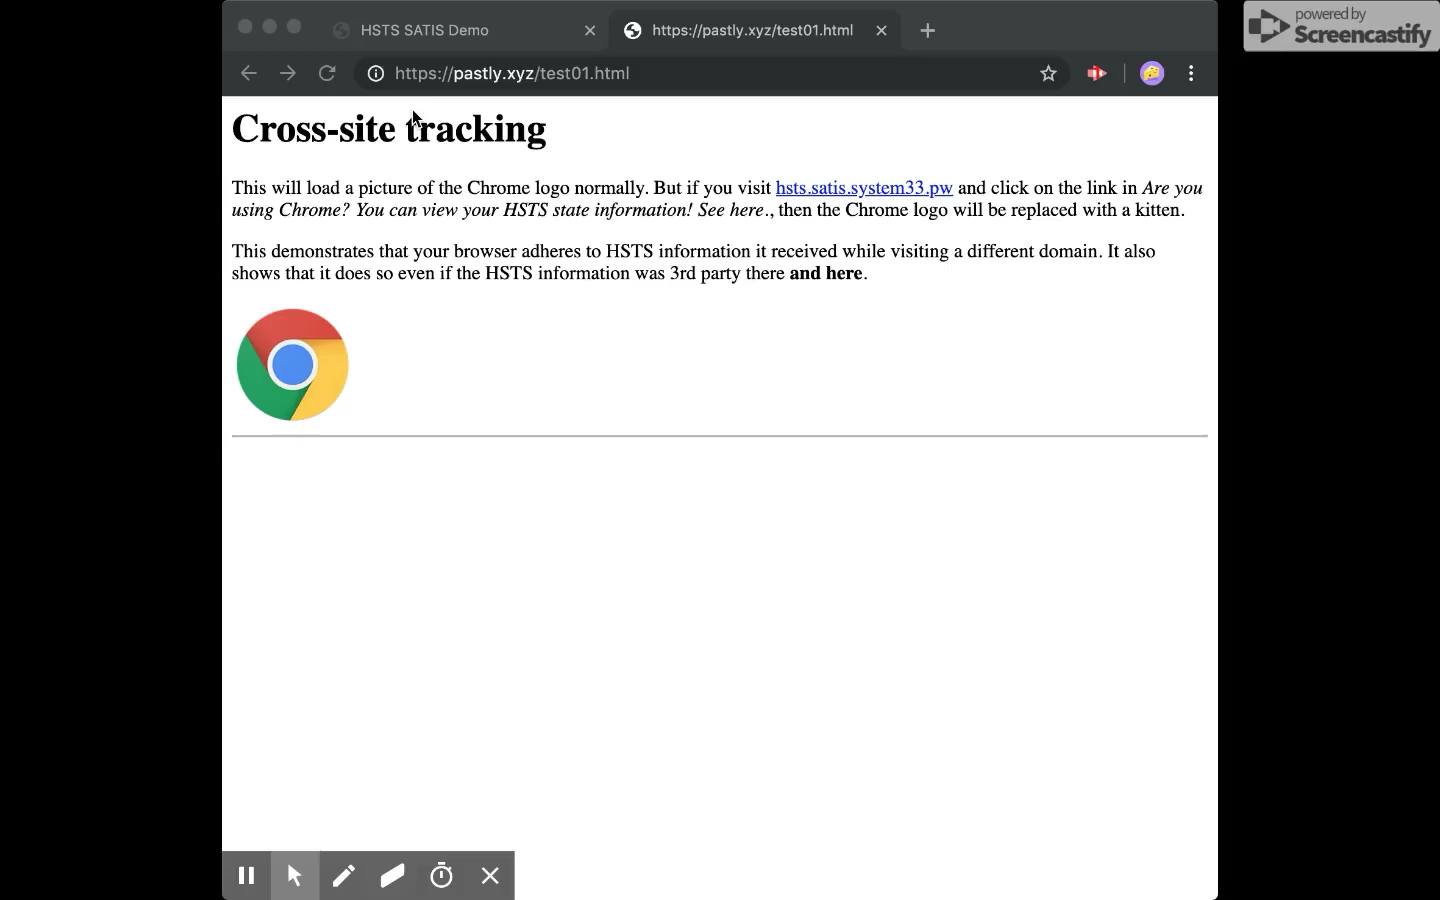 powered by
Screencastify
HSTS SATIS Demo
https://pastly.xyz/test01.html
https://pastly.xyz/test01.html
Cross-site tracking
This will load a picture of the Chrome logo normally. But if you visit hsts.satis.system33.pw and click on the link in Are you
using Chrome? You can view your HSTS state information! See here., then the Chrome logo will be replaced with a kitten.
This demonstrates that your browser adheres to HSTS information it received while visiting a different domain. It also
shows that it does so even if the HSTS information was 3rd party there and here.